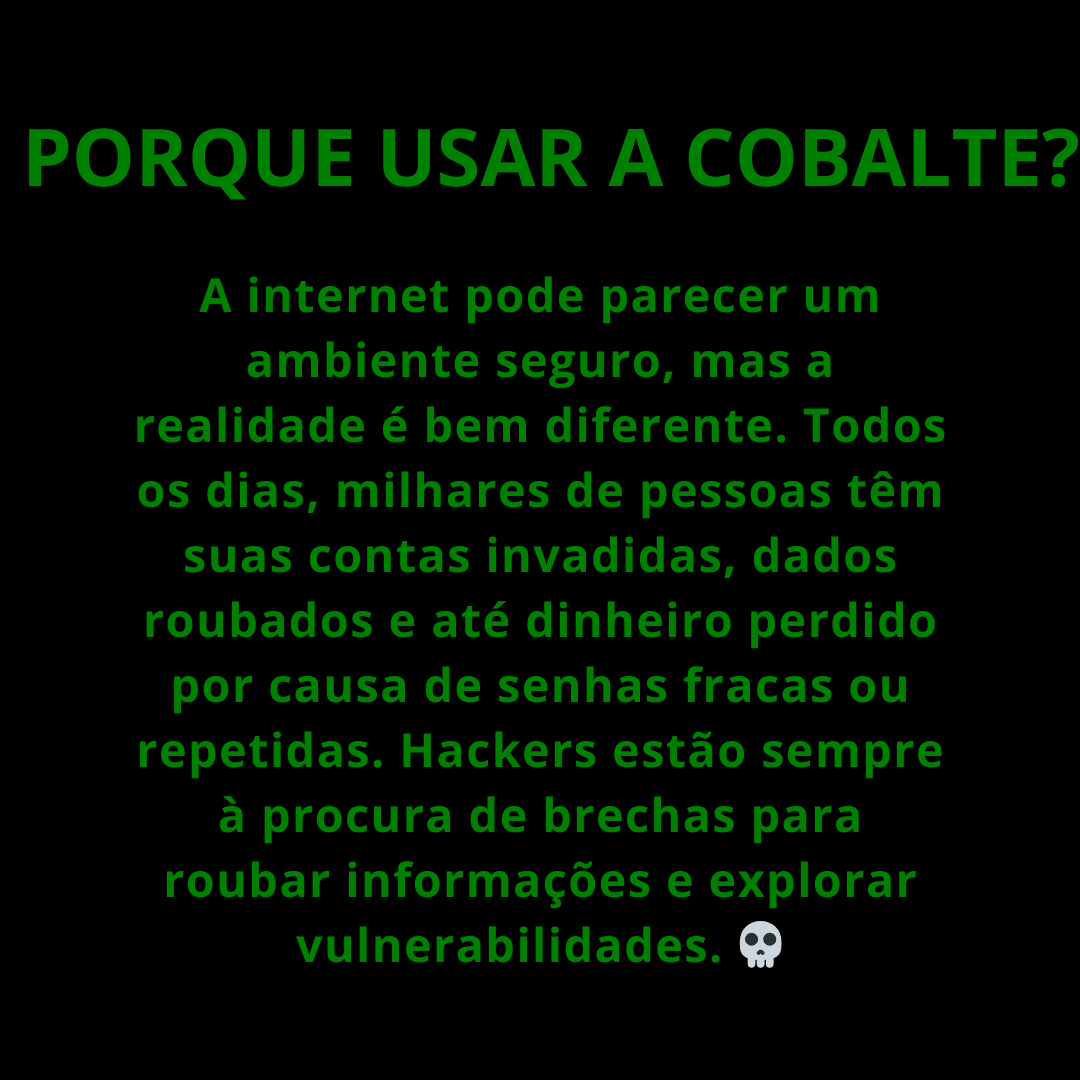 PORQUE USAR A COBALTE?
A internet pode parecer um
ambiente seguro, mas a
realidade é bem diferente. Todos
os dias, milhares de pessoas têm
suas contas invadidas, dados
roubados e até dinheiro perdido
por causa de senhas fracas ou
repetidas. Hackers estão sempre
à procura de brechas para
roubar informações e explorar
vulnerabilidades. 💀